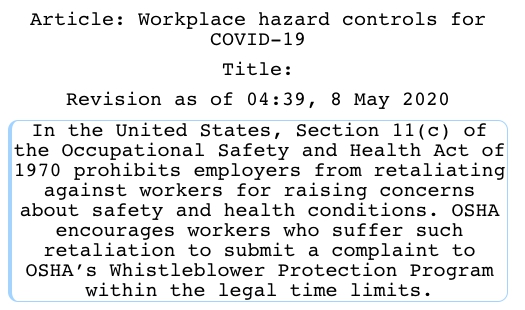 Article: Workplace hazard controls for
COVID-19
Title:
Revision as of 04:39, 8 May 2020
In the United States, Section 11(c) of
the Occupational Safety and Health Act of
1970 prohibits employers from retaliating
against workers for raising concerns
about safety and health conditions. OSHA
encourages workers who suffer such
retaliation to submit a complaint to
OSHA’s Whistleblower Protection Program
within the legal time limits.